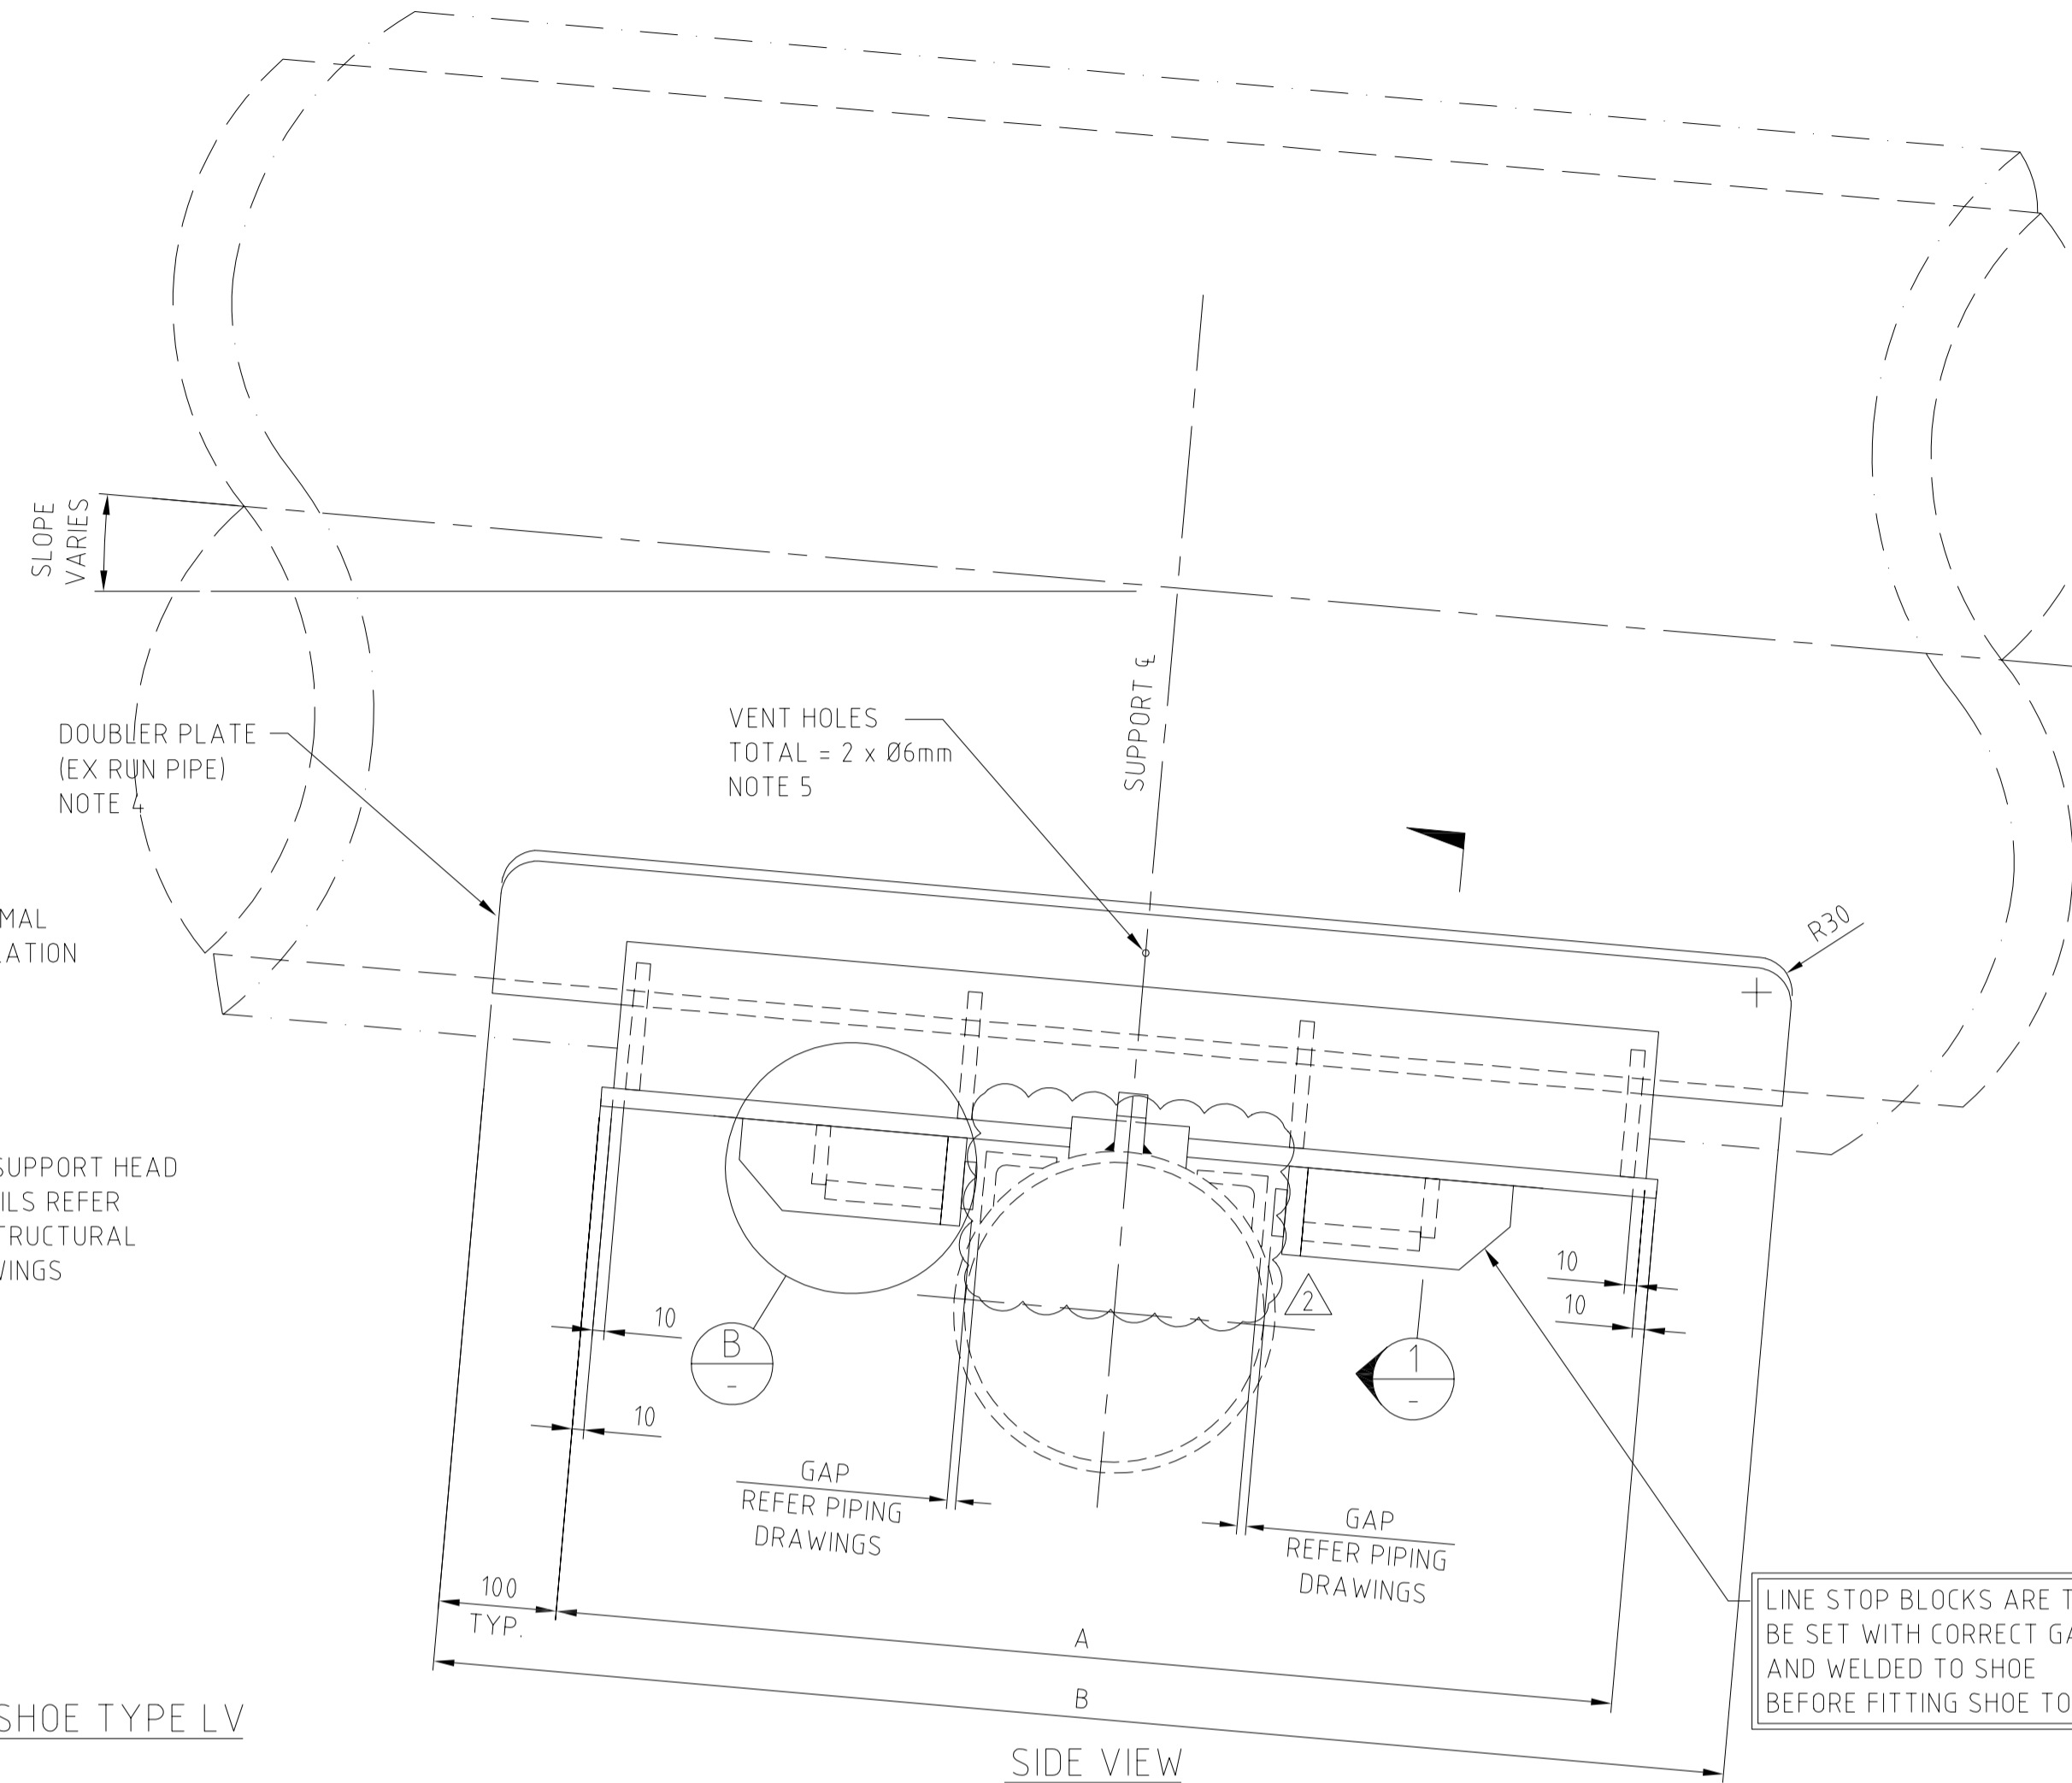 SLOPE
VARIES
SUPPORT ℄
DOUBLER PLATE
(EX RUN PIPE)
NOTE 4
VENT HOLES
TOTAL = 2 x Ø6mm
NOTE 5
R30
MAL
ATION
SUPPORT HEAD
ILS REFER
TRUCTURAL
WINGS
10
10
10
10
B
-
2
1
-
GAP
REFER PIPING
DRAWINGS
GAP
REFER PIPING
DRAWINGS
100
TYP.
A
B
LINE STOP BLOCKS ARE T
BE SET WITH CORRECT GA
AND WELDED TO SHOE
BEFORE FITTING SHOE TO
SHOE TYPE LV
SIDE VIEW